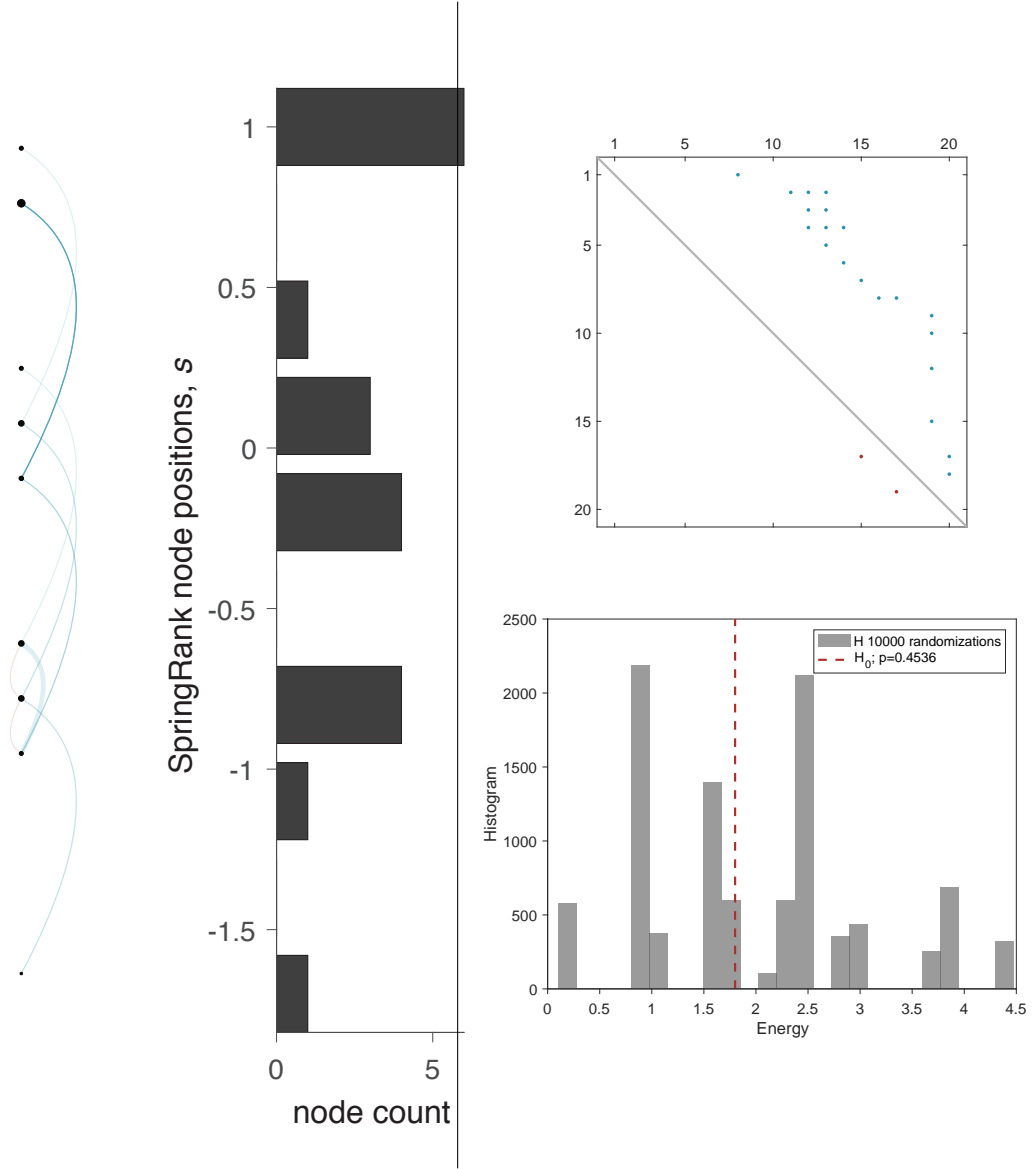 SpringRank node positions, s
1
0.5
0
-0.5
-1
-1.5
0 5
node count
1 5 10 15 20
1
5
10
15
20
Histogram
2500
2000
1500
1000
500
0
H 10000 randomizations
H0; p=0.4536
0 0.5 1 1.5 2 2.5 3 3.5 4 4.5
Energy